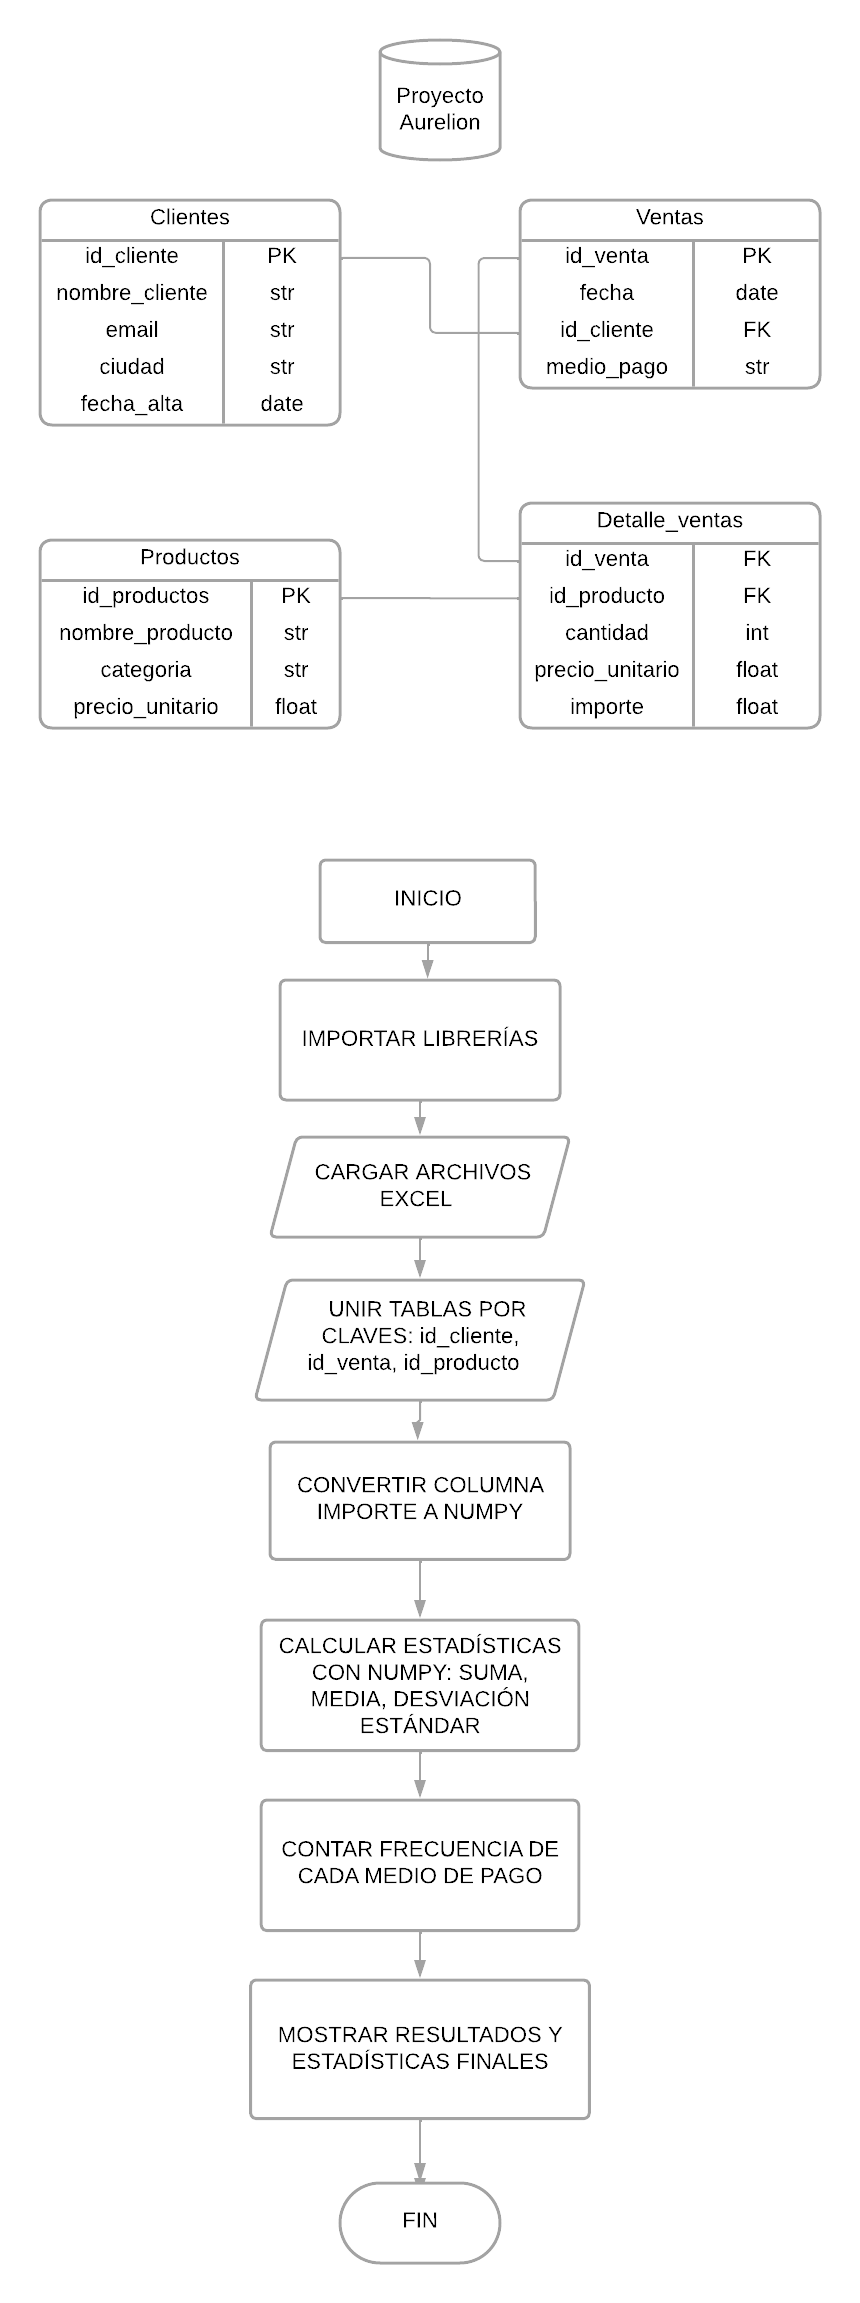 Proyecto
Aurelion
Clientes
id_cliente PK
nombre_cliente str
email str
ciudad str
fecha_alta date
Ventas
id_venta PK
fecha date
id_cliente FK
medio_pago str
Productos
id_productos PK
nombre_producto str
categoria str
precio_unitario float
Detalle_ventas
id_venta FK
id_producto FK
cantidad int
precio_unitario float
importe float
INICIO
IMPORTAR LIBRERÍAS
CARGAR ARCHIVOS
EXCEL
UNIR TABLAS POR
CLAVES: id_cliente,
id_venta, id_producto
CONVERTIR COLUMNA
IMPORTE A NUMPY
CALCULAR ESTADÍSTICAS
CON NUMPY: SUMA,
MEDIA, DESVIACIÓN
ESTÁNDAR
CONTAR FRECUENCIA DE
CADA MEDIO DE PAGO
MOSTRAR RESULTADOS Y
ESTADÍSTICAS FINALES
FIN